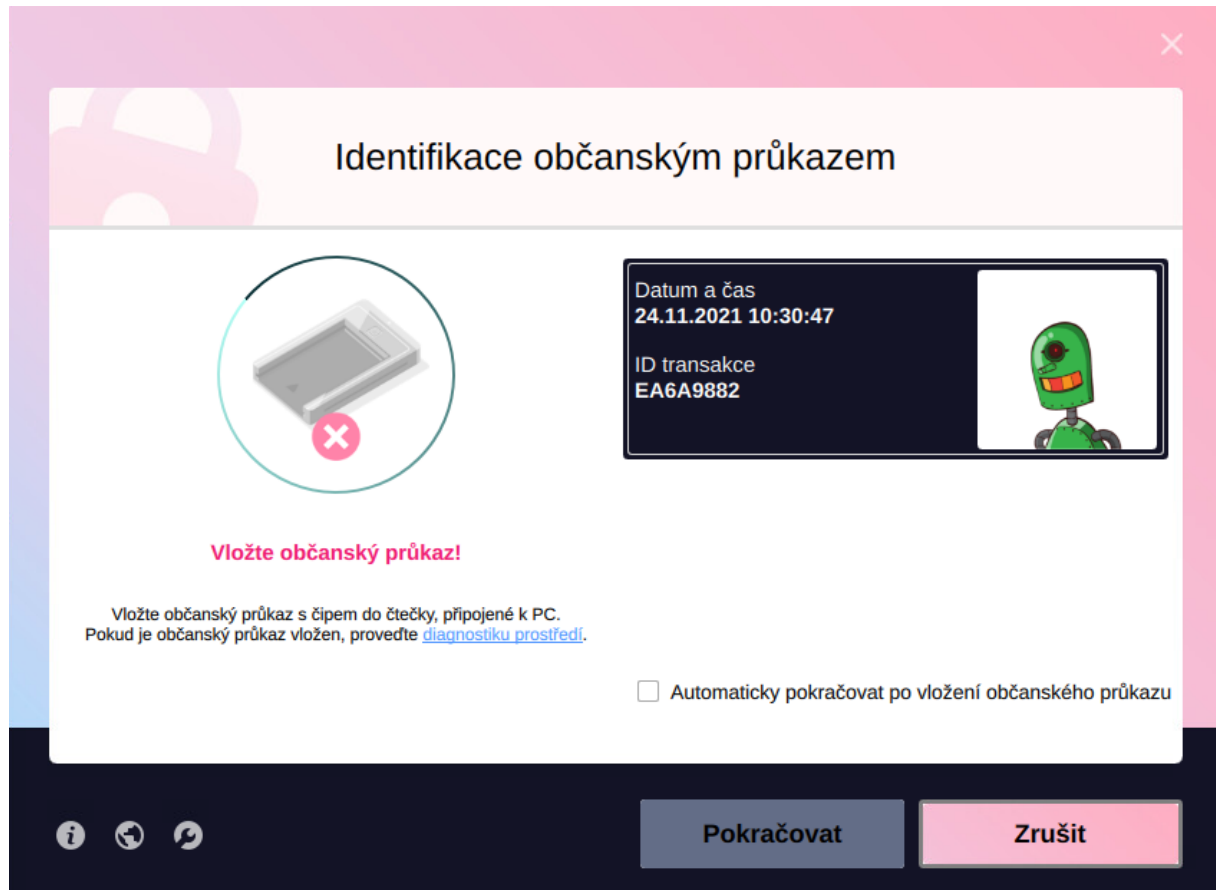 Identifikace občanským průkazem
Datum a čas
24.11.2021 10:30:47
ID transakce
EA6A9882
Vložte občanský průkaz!
Vložte občanský průkaz s čipem do čtečky, připojené k PC.
Pokud je občanský průkaz vložen, proveďte diagnostiku prostředí.
Automaticky pokračovat po vložení občanského průkazu
Pokračovat
Zrušit